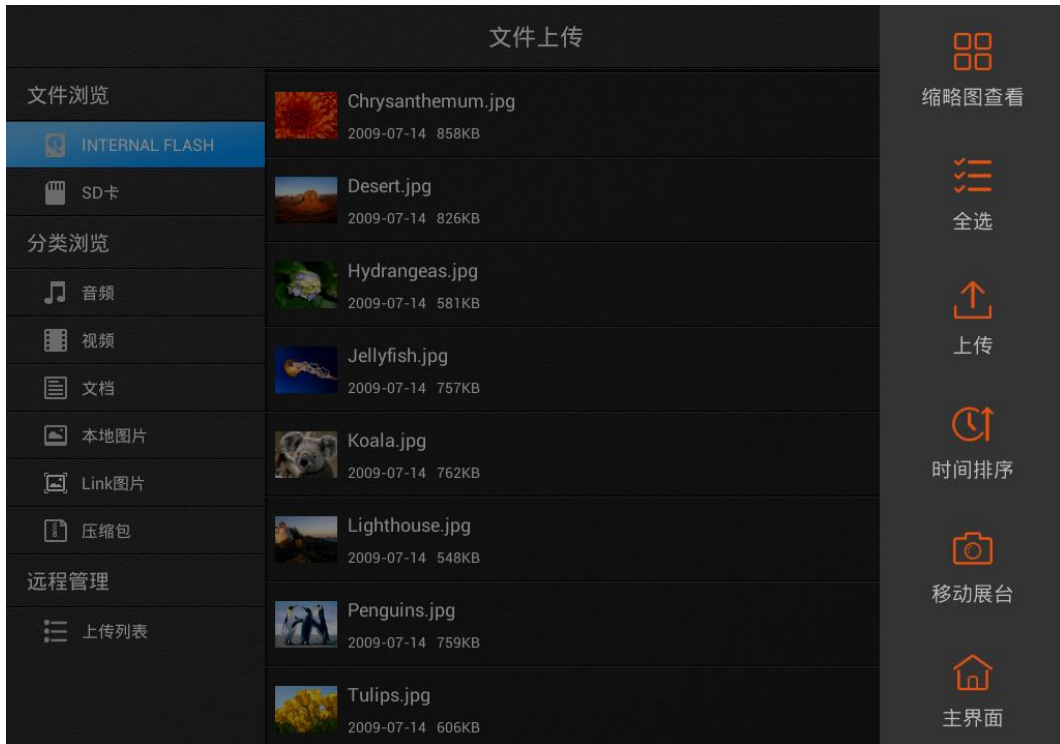 文件上传
文件浏览
INTERNAL FLASH
SD卡
分类浏览
音频
视频
文档
本地图片
Link图片
压缩包
远程管理
上传列表
Chrysanthemum.jpg
2009-07-14 858KB
Desert.jpg
2009-07-14 826KB
Hydrangeas.jpg
2009-07-14 581KB
Jellyfish.jpg
2009-07-14 757KB
Koala.jpg
2009-07-14 762KB
Lighthouse.jpg
2009-07-14 548KB
Penguins.jpg
2009-07-14 759KB
Tulips.jpg
2009-07-14 606KB
缩略图查看
全选
上传
时间排序
移动展台
主界面